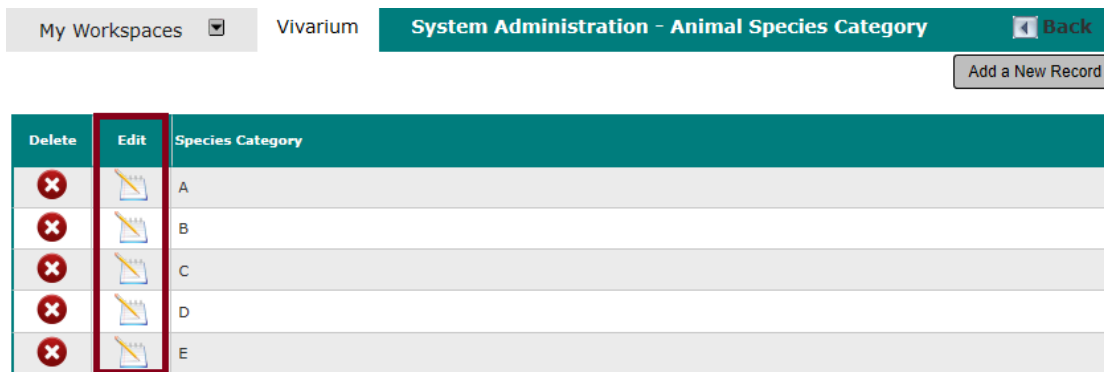 My Workspaces Vivarium System Administration - Animal Species Category Back
Add a New Record
Delete Edit Species Category
A
B
C
D
E